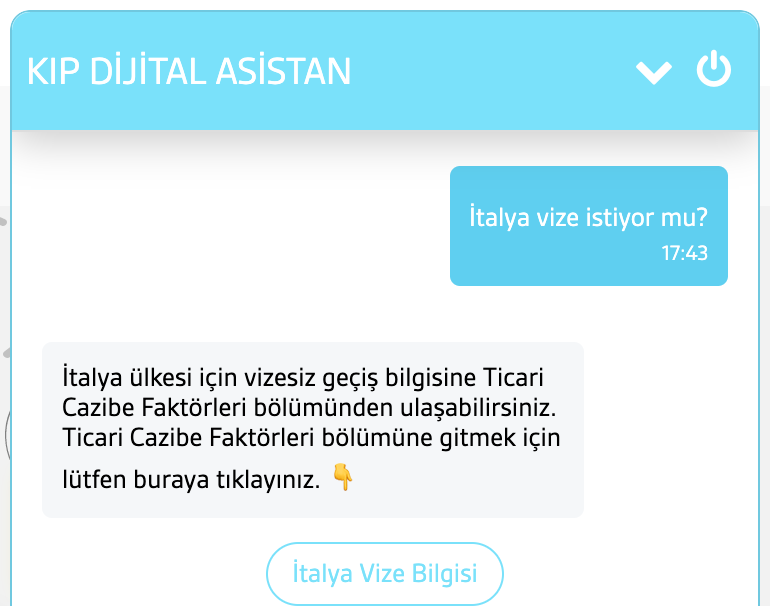 KIP DİJİTAL ASİSTAN
İtalya vize istiyor mu?
17:43
İtalya ülkesi için vizesiz geçiş bilgisine Ticari
Cazibe Faktörleri bölümünden ulaşabilirsiniz.
Ticari Cazibe Faktörleri bölümüne gitmek için
lütfen buraya tıklayınız. 👇
İtalya Vize Bilgisi